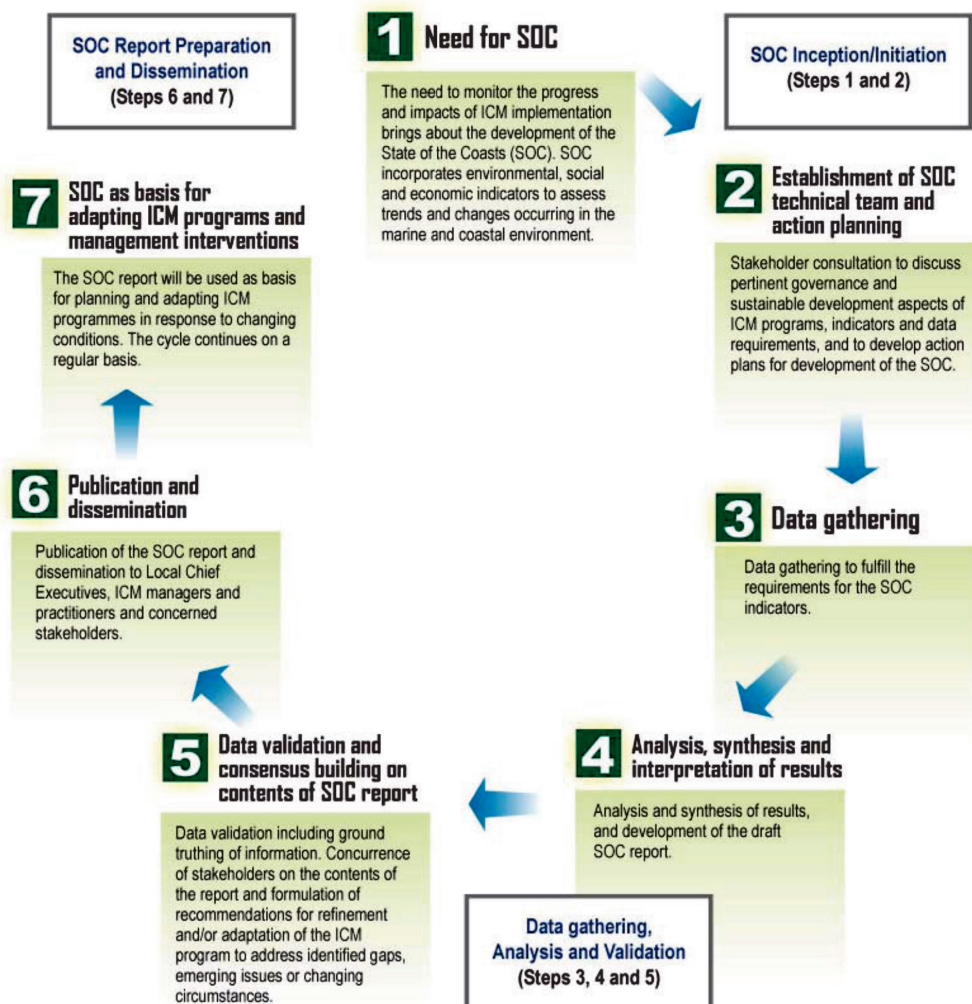 SOC Report Preparation
and Dissemination
(Steps 6 and 7)
1 Need for SOC
The need to monitor the progress
and impacts of ICM implementation
brings about the development of the
State of the Coasts (SOC). SOC
incorporates environmental, social
and economic indicators to assess
trends and changes occurring in the
marine and coastal environment.
SOC Inception/Initiation
(Steps 1 and 2)
2 Establishment of SOC
technical team and
action planning
Stakeholder consultation to discuss
pertinent governance and
sustainable development aspects of
ICM programs, indicators and data
requirements, and to develop action
plans for development of the SOC.
3 Data gathering
Data gathering to fulfill the
requirements for the SOC
indicators.
4 Analysis, synthesis and
interpretation of results
Analysis and synthesis of results,
and development of the draft
SOC report.
Data gathering,
Analysis and Validation
(Steps 3, 4 and 5)
5 Data validation and
consensus building on
contents of SOC report
Data validation including ground
truthing of information. Concurrence
of stakeholders on the contents of
the report and formulation of
recommendations for refinement
and/or adaptation of the ICM
program to address identified gaps,
emerging issues or changing
circumstances.
6 Publication and
dissemination
Publication of the SOC report and
dissemination to Local Chief
Executives, ICM managers and
practitioners and concerned
stakeholders.
7 SOC as basis for
adapting ICM programs and
management interventions
The SOC report will be used as basis
for planning and adapting ICM
programmes in response to changing
conditions. The cycle continues on a
regular basis.